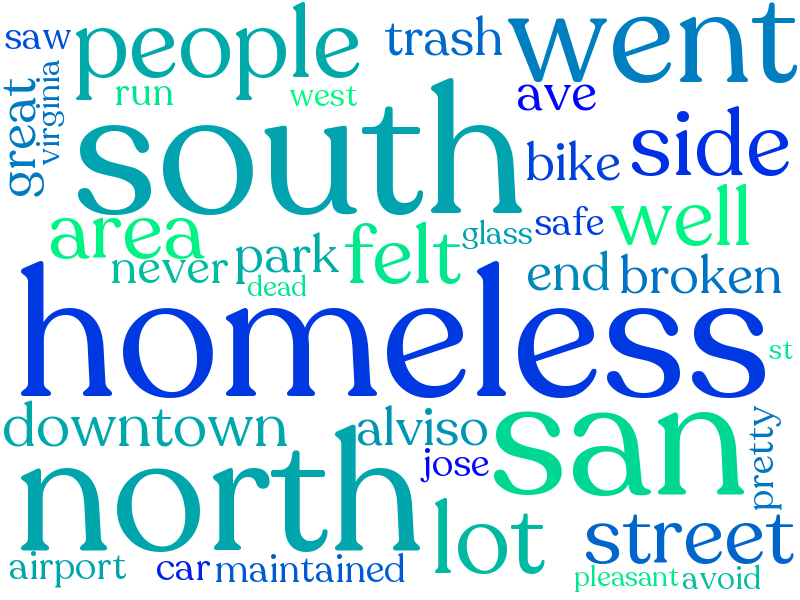 saw
people
trash
went
great
virginia
run
west
ave
south
bike
side
area
never
park
dead
felt
glass
safe
well
end
broken
homeless
st
downtown
alviso
san
jose
pretty
north
lot
street
airport
car
maintained
pleasant
avoid